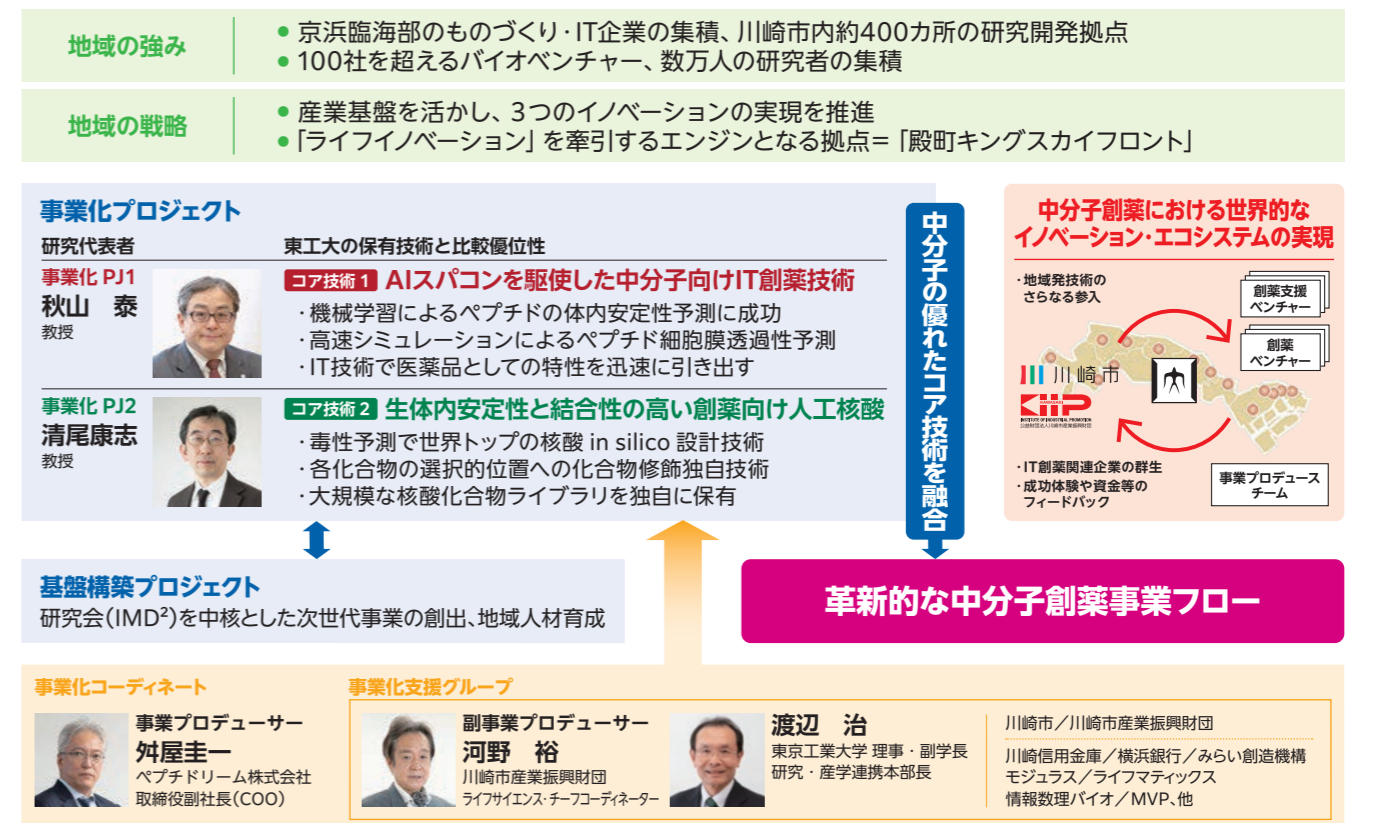 地域の強み
● 京浜臨海部のものづくり・IT企業の集積、川崎市内約400カ所の研究開発拠点
● 100社を超えるバイオベンチャー、数万人の研究者の集積
地域の戦略
● 産業基盤を活かし、3つのイノベーションの実現を推進
● 「ライフイノベーション」を牽引するエンジンとなる拠点=「殿町キングスカイフロント」
事業化プロジェクト
研究代表者
東工大の保有技術と比較優位性
事業化 PJ1
秋山 泰
教授
コア技術 1 AIスパコンを駆使した中分子向けIT創薬技術
・機械学習によるペプチドの体内安定性予測に成功
・高速シミュレーションによるペプチド細胞膜透過性予測
・IT技術で医薬品としての特性を迅速に引き出す
事業化 PJ2
清尾康志
教授
コア技術 2 生体内安定性と結合性の高い創薬向け人工核酸
・毒性予測で世界トップの核酸 in silico 設計技術
・各化合物の選択的位置への化合物修飾独自技術
・大規模な核酸化合物ライブラリを独自に保有
中分子の優れたコア技術を融合
中分子創薬における世界的な
イノベーション・エコシステムの実現
・地域発技術の
さらなる参入
創薬支援
ベンチャー
創薬
ベンチャー
川崎市
KAWASAKI
KIIP
INSTITUTE OF INDUSTRIAL PROMOTION
公益財団法人川崎市産業振興財団
・IT創薬関連企業の群生
・成功体験や資金等の
フィードバック
事業プロデュース
チーム
基盤構築プロジェクト
研究会(IMD²)を中核とした次世代事業の創出、地域人材育成
革新的な中分子創薬事業フロー
事業化コーディネート
事業プロデューサー
舛屋圭一
ペプチドリーム株式会社
取締役副社長(COO)
事業化支援グループ
副事業プロデューサー
河野 裕
川崎市産業振興財団
ライフサイエンス・チーフコーディネーター
渡辺 治
東京工業大学 理事・副学長
研究・産学連携本部長
川崎市/川崎市産業振興財団
川崎信用金庫/横浜銀行/みらい創造機構
モジュラス/ライフマティックス
情報数理バイオ/MVP、他